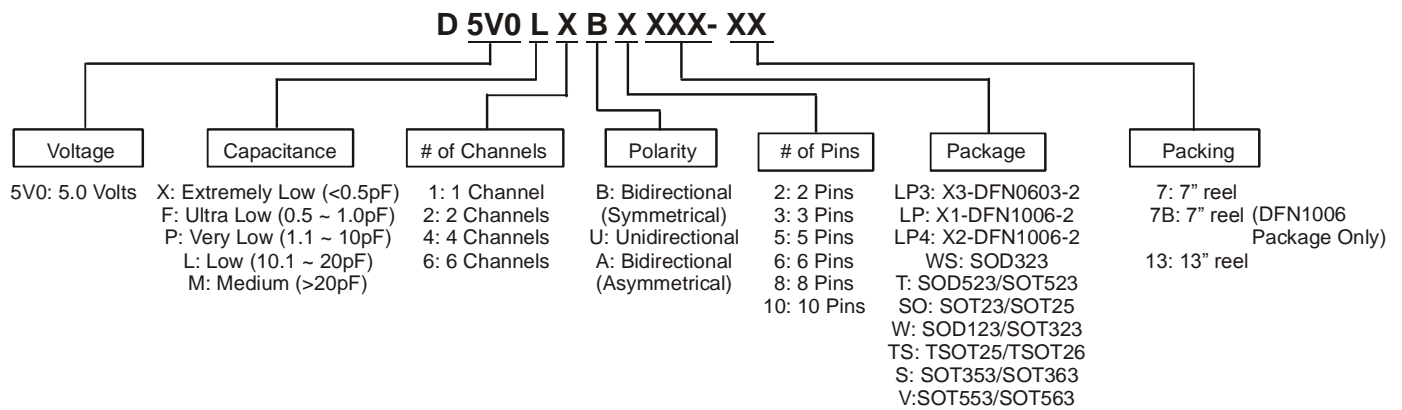 D 5V0 L X B X XXX- XX
Voltage
5V0: 5.0 Volts
Capacitance
X: Extremely Low (<0.5pF)
F: Ultra Low (0.5 ~ 1.0pF)
P: Very Low (1.1 ~ 10pF)
L: Low (10.1 ~ 20pF)
M: Medium (>20pF)
# of Channels
1: 1 Channel
2: 2 Channels
4: 4 Channels
6: 6 Channels
Polarity
B: Bidirectional
(Symmetrical)
U: Unidirectional
A: Bidirectional
(Asymmetrical)
# of Pins
2: 2 Pins
3: 3 Pins
5: 5 Pins
6: 6 Pins
8: 8 Pins
10: 10 Pins
Package
LP3: X3-DFN0603-2
LP: X1-DFN1006-2
LP4: X2-DFN1006-2
WS: SOD323
T: SOD523/SOT523
SO: SOT23/SOT25
W: SOD123/SOT323
TS: TSOT25/TSOT26
S: SOT353/SOT363
V:SOT553/SOT563
Packing
7: 7” reel
7B: 7” reel (DFN1006
Package Only)
13: 13” reel